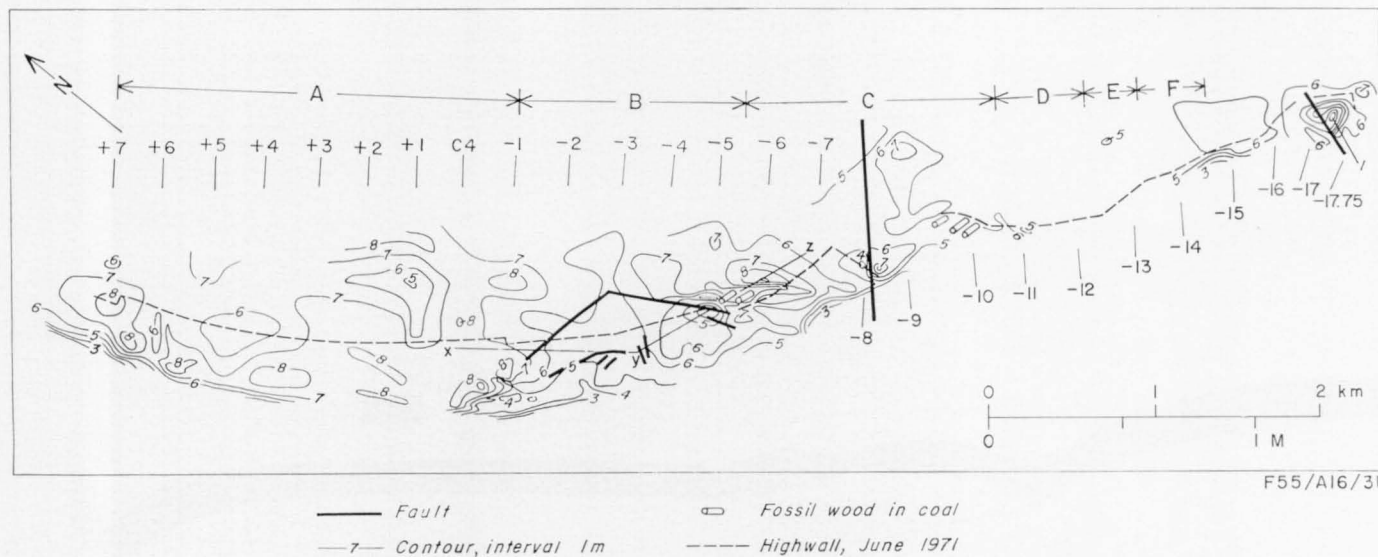 N
A B C D E F
+7 +6 +5 +4 +3 +2 +1 C4 -1 -2 -3 -4 -5 -6 -7
-8 -9 -10 -11 -12 -13 -14 -15 -16 -17 -17.75
x y z
0 1 2 km
0 1 M
F55/A16/3
Fault
Fossil wood in coal
7 Contour, interval 1m
Highwall, June 1971